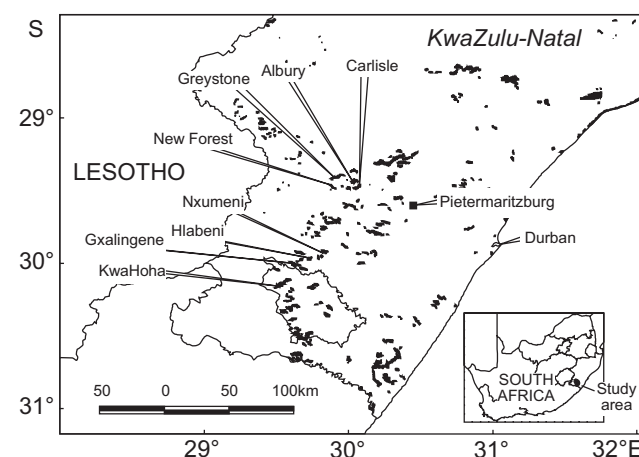 S
KwaZulu-Natal
Greystone
Albury
Carlisle
29°
New Forest
LESOTHO
Nxumeni
Pietermaritzburg
Hlabeni
Gxalingene
Durban
30°
KwaHoha
SOUTH
AFRICA
Study
area
50 0 50 100km
31°
29° 30° 31° 32°E